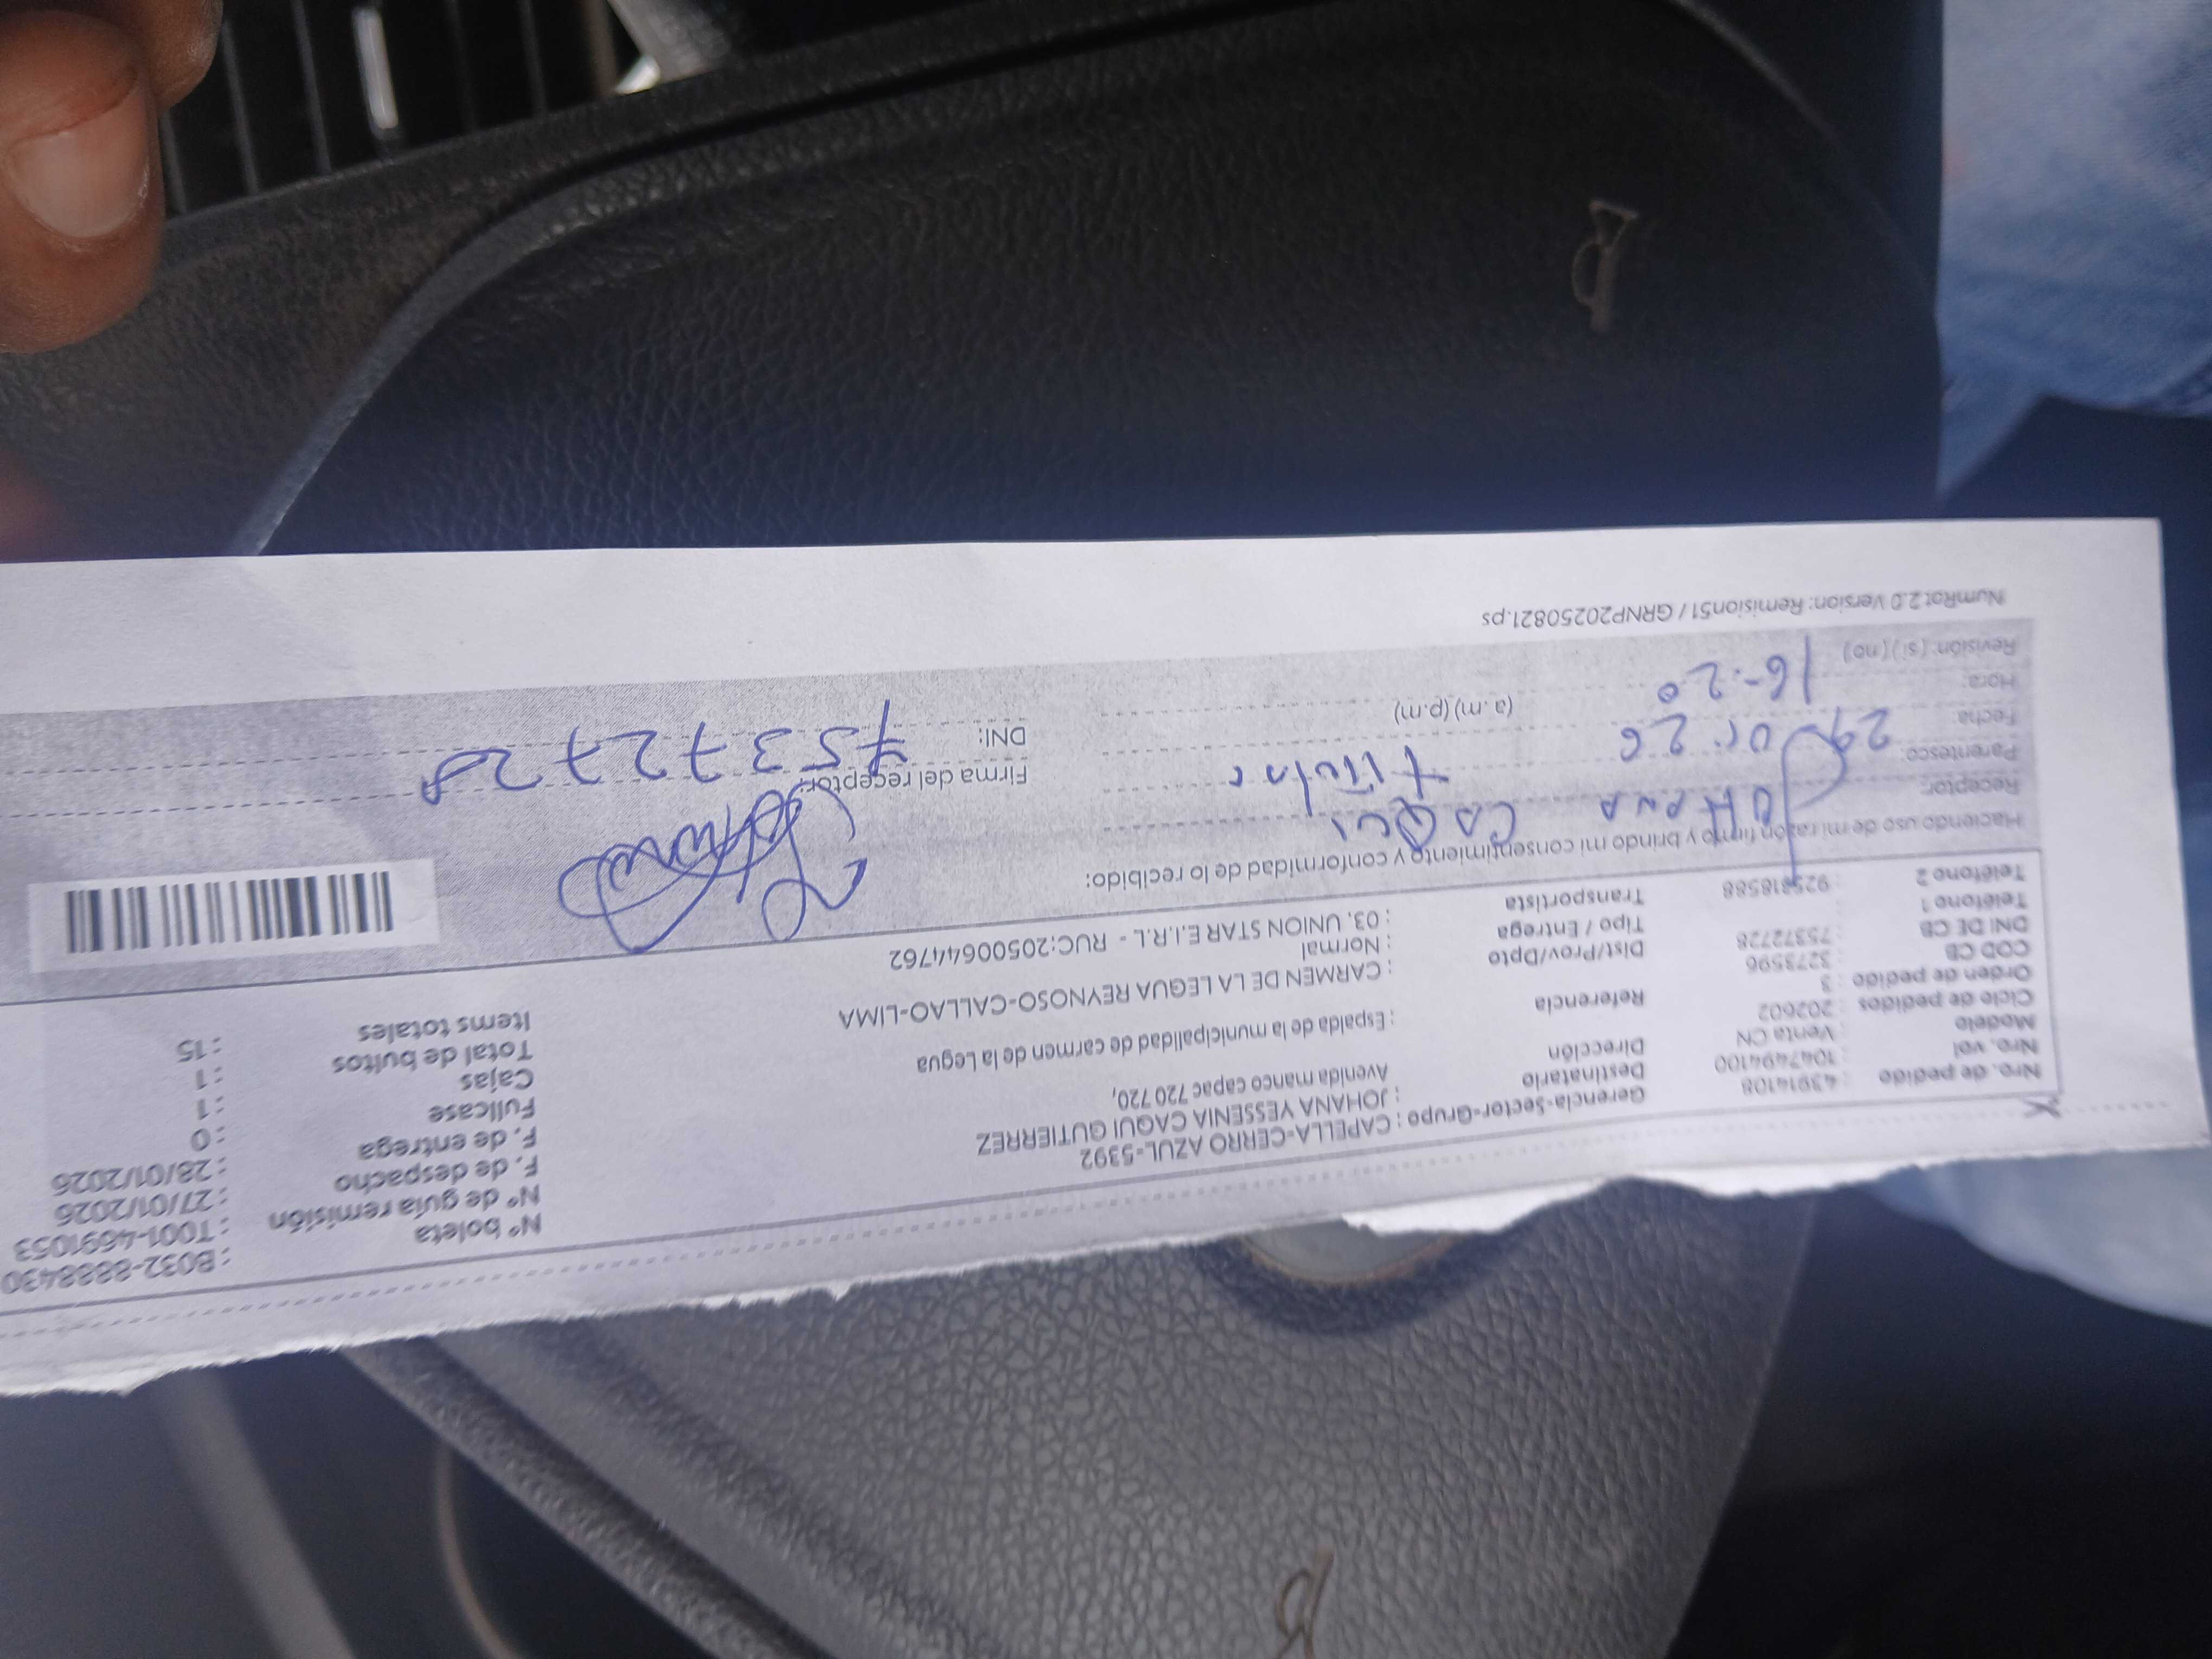 Nº boleta : B032-8888430
Nº de guía remisión : T001-4691053
F. de despacho : 27/01/2026
F. de entrega : 28/01/2026
Fullcase : 0
Cajas : 1
Total de bultos : 1
Items totales : 15
Nro. de pedido : 43914108
Nro. vol : 1047494100
Modelo : Venta CN
Ciclo de pedidos : 202602
Orden de pedido : 3
COD CB : 3273596
DNI DE CB : 75372728
Teléfono 1 :
Teléfono 2 : 925818588
Gerencia-Sector-Grupo : CAPELLA-CERRO AZUL-5392
Destinatario : JOHANA YESSENIA CAQUI GUTIERREZ
Dirección Avenida manco capac 720 720,
Referencia : Espalda de la municipalidad de carmen de la Legua
Dist/Prov/Dpto : CARMEN DE LA LEGUA REYNOSO-CALLAO-LIMA
Tipo / Entrega : Normal
Transportista : 03. UNION STAR E.I.R.L - RUC:20500644762
Haciendo uso de mi razón firmo y brindo mi consentimiento y conformidad de lo recibido:
Receptor: JOHANA CAQUI
Parentesco: titular
Fecha: 29 01 26
Hora: 16:20 (a.m) (p.m)
Revisión: (si) (no)
Firma del receptor:
DNI: 75372728
NumRot 2.0 Version: Remision51 / GRNP20250821.ps